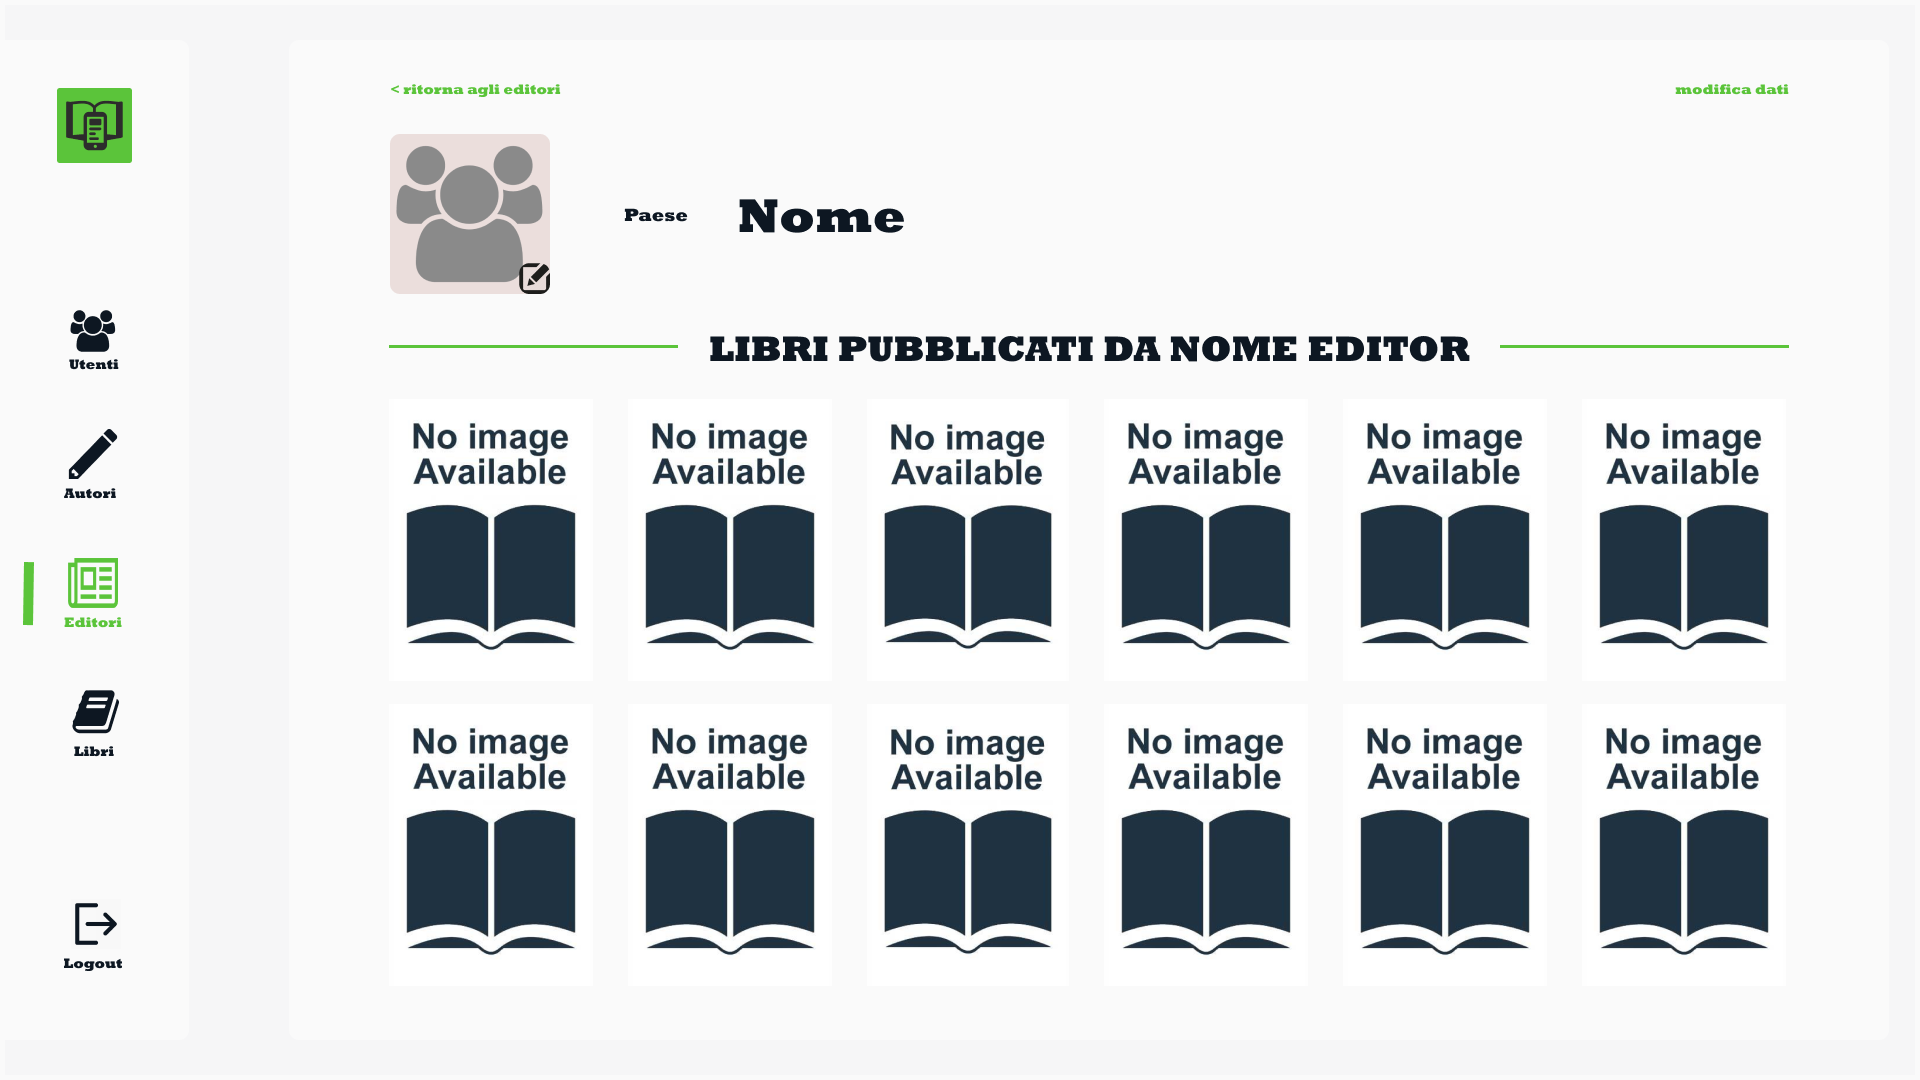 < ritorna agli editori
modifica dati
Paese
Nome
Utenti
Autori
Editori
Libri
Logout
LIBRI PUBBLICATI DA NOME EDITOR
No image
Available
No image
Available
No image
Available
No image
Available
No image
Available
No image
Available
No image
Available
No image
Available
No image
Available
No image
Available
No image
Available
No image
Available